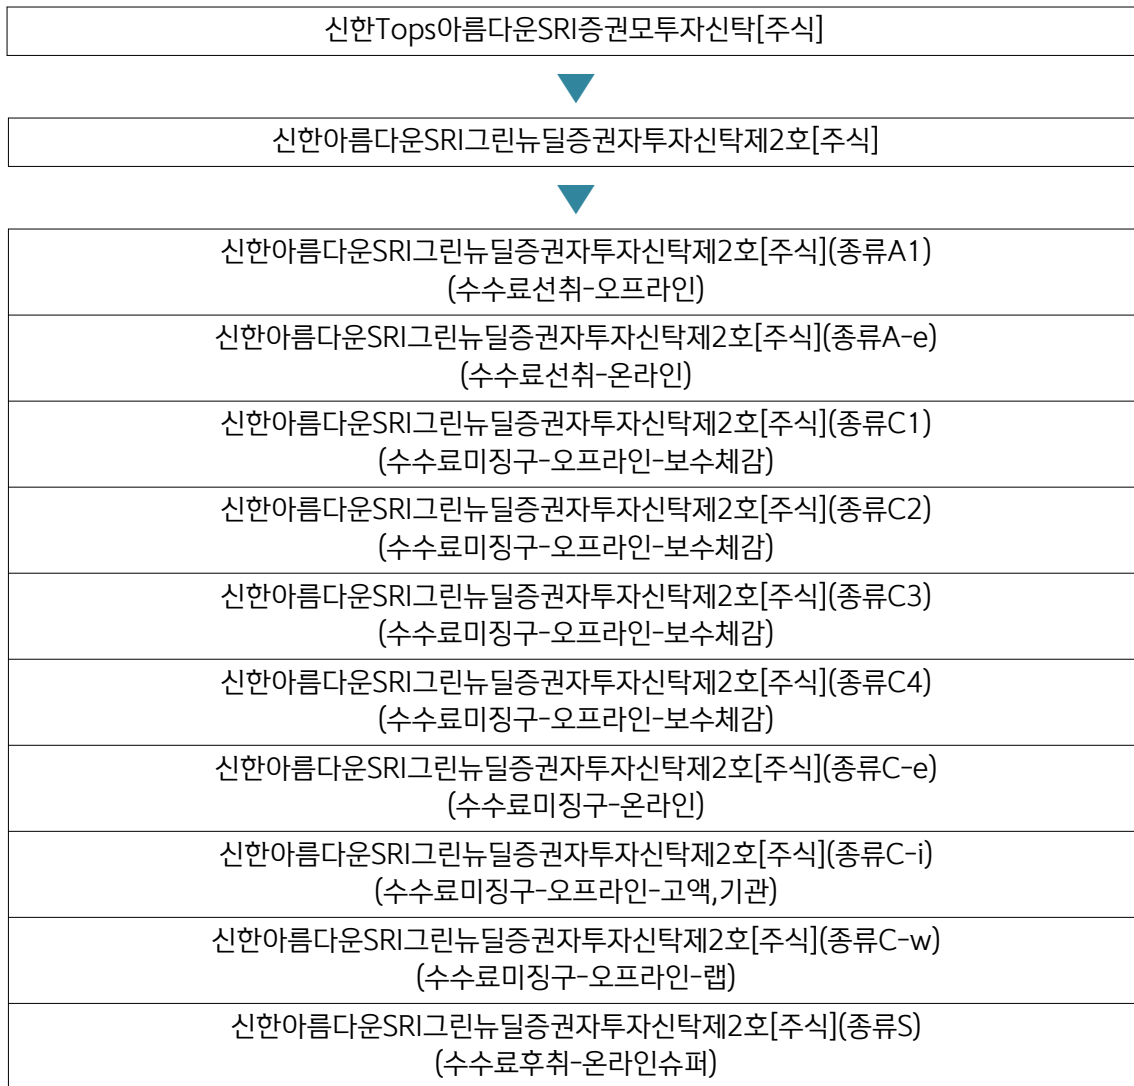 신한Tops아름다운SRI증권모투자신탁[주식]
신한아름다운SRI그린뉴딜증권자투자신탁제2호[주식]
신한아름다운SRI그린뉴딜증권자투자신탁제2호[주식](종류A1)
(수수료선취-오프라인)
신한아름다운SRI그린뉴딜증권자투자신탁제2호[주식](종류A-e)
(수수료선취-온라인)
신한아름다운SRI그린뉴딜증권자투자신탁제2호[주식](종류C1)
(수수료미징구-오프라인-보수체감)
신한아름다운SRI그린뉴딜증권자투자신탁제2호[주식](종류C2)
(수수료미징구-오프라인-보수체감)
신한아름다운SRI그린뉴딜증권자투자신탁제2호[주식](종류C3)
(수수료미징구-오프라인-보수체감)
신한아름다운SRI그린뉴딜증권자투자신탁제2호[주식](종류C4)
(수수료미징구-오프라인-보수체감)
신한아름다운SRI그린뉴딜증권자투자신탁제2호[주식](종류C-e)
(수수료미징구-온라인)
신한아름다운SRI그린뉴딜증권자투자신탁제2호[주식](종류C-i)
(수수료미징구-오프라인-고액,기관)
신한아름다운SRI그린뉴딜증권자투자신탁제2호[주식](종류C-w)
(수수료미징구-오프라인-랩)
신한아름다운SRI그린뉴딜증권자투자신탁제2호[주식](종류S)
(수수료후취-온라인슈퍼)